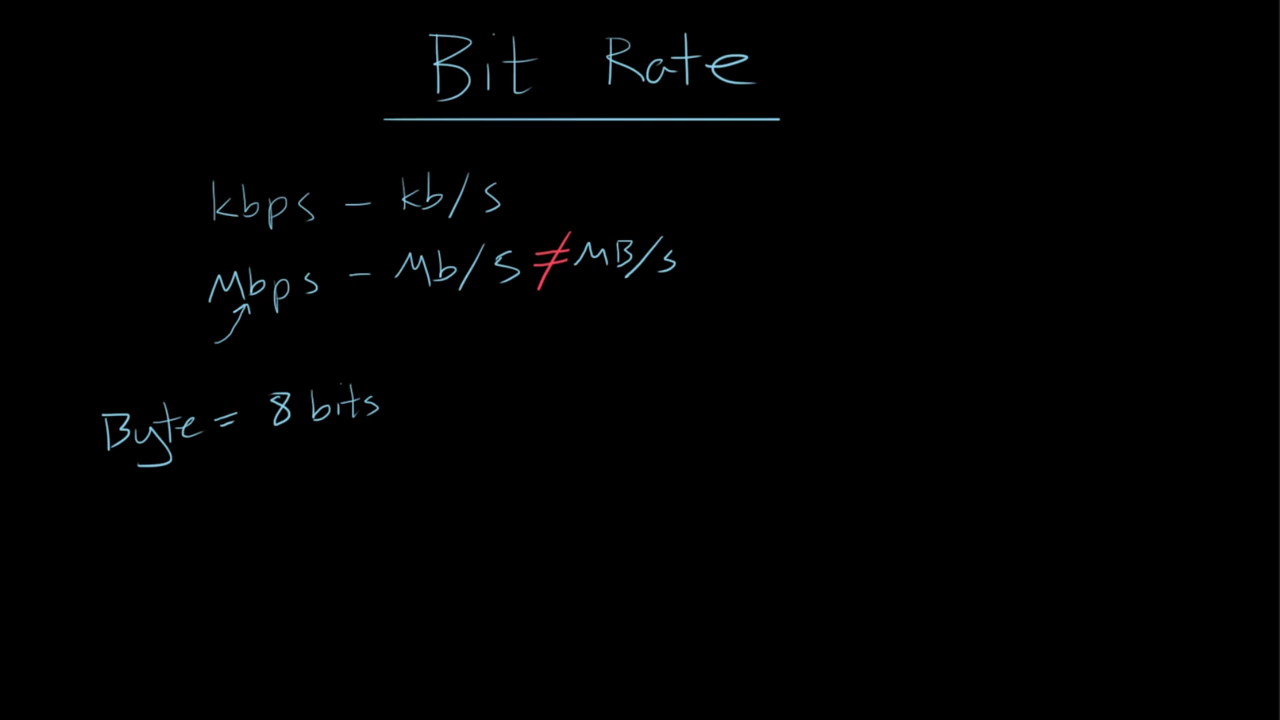 Bit Rate
kbps - kb/s
Mbps - Mb/s ≠ MB/s
Byte = 8 bits